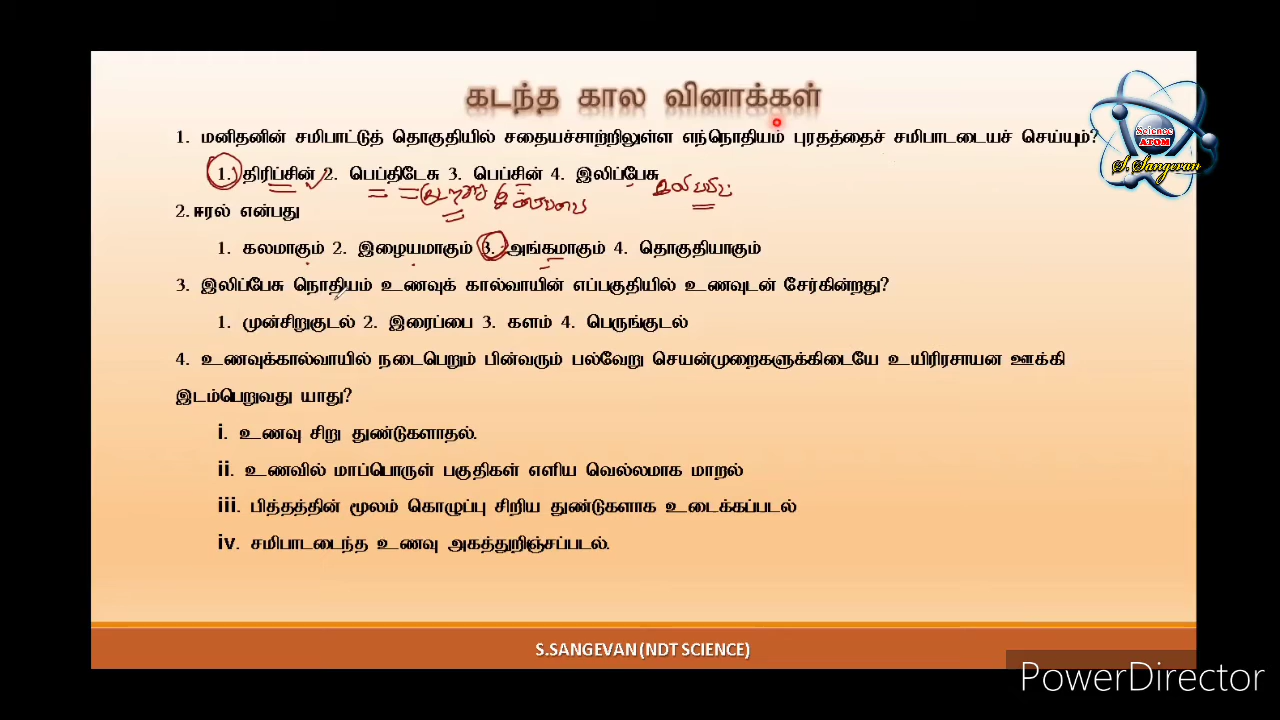 கடந்த கால வினாக்கள்
Science
ATOM
S. Sangevan
1. மனிதனின் சமிபாட்டுத் தொகுதியில் சதையச்சாற்றிலுள்ள எந்நொதியம் புரதத்தைச் சமிபாடடையச் செய்யும்?
1. திரிப்சின் 2. பெப்திடேசு 3. பெப்சின் 4. இலிப்பேசு
2. ஈரல் என்பது
1. கலமாகும் 2. இழையமாகும் 3. அங்கமாகும் 4. தொகுதியாகும்
3. இலிப்பேசு நொதியம் உணவுக் கால்வாயின் எப்பகுதியில் உணவுடன் சேர்கின்றது?
1. முன்சிறுகுடல் 2. இரைப்பை 3. களம் 4. பெருங்குடல்
4. உணவுக்கால்வாயில் நடைபெறும் பின்வரும் பல்வேறு செயன்முறைகளுக்கிடையே உயிரிரசாயன ஊக்கி
இடம்பெறுவது யாது?
i. உணவு சிறு துண்டுகளாதல்.
ii. உணவில் மாப்பொருள் பகுதிகள் எளிய வெல்லமாக மாறல்
iii. பித்தத்தின் மூலம் கொழுப்பு சிறிய துண்டுகளாக உடைக்கப்படல்
iv. சமிபாடடைந்த உணவு அகத்துறிஞ்சப்படல்.
S.SANGEVAN (NDT SCIENCE)
PowerDirector